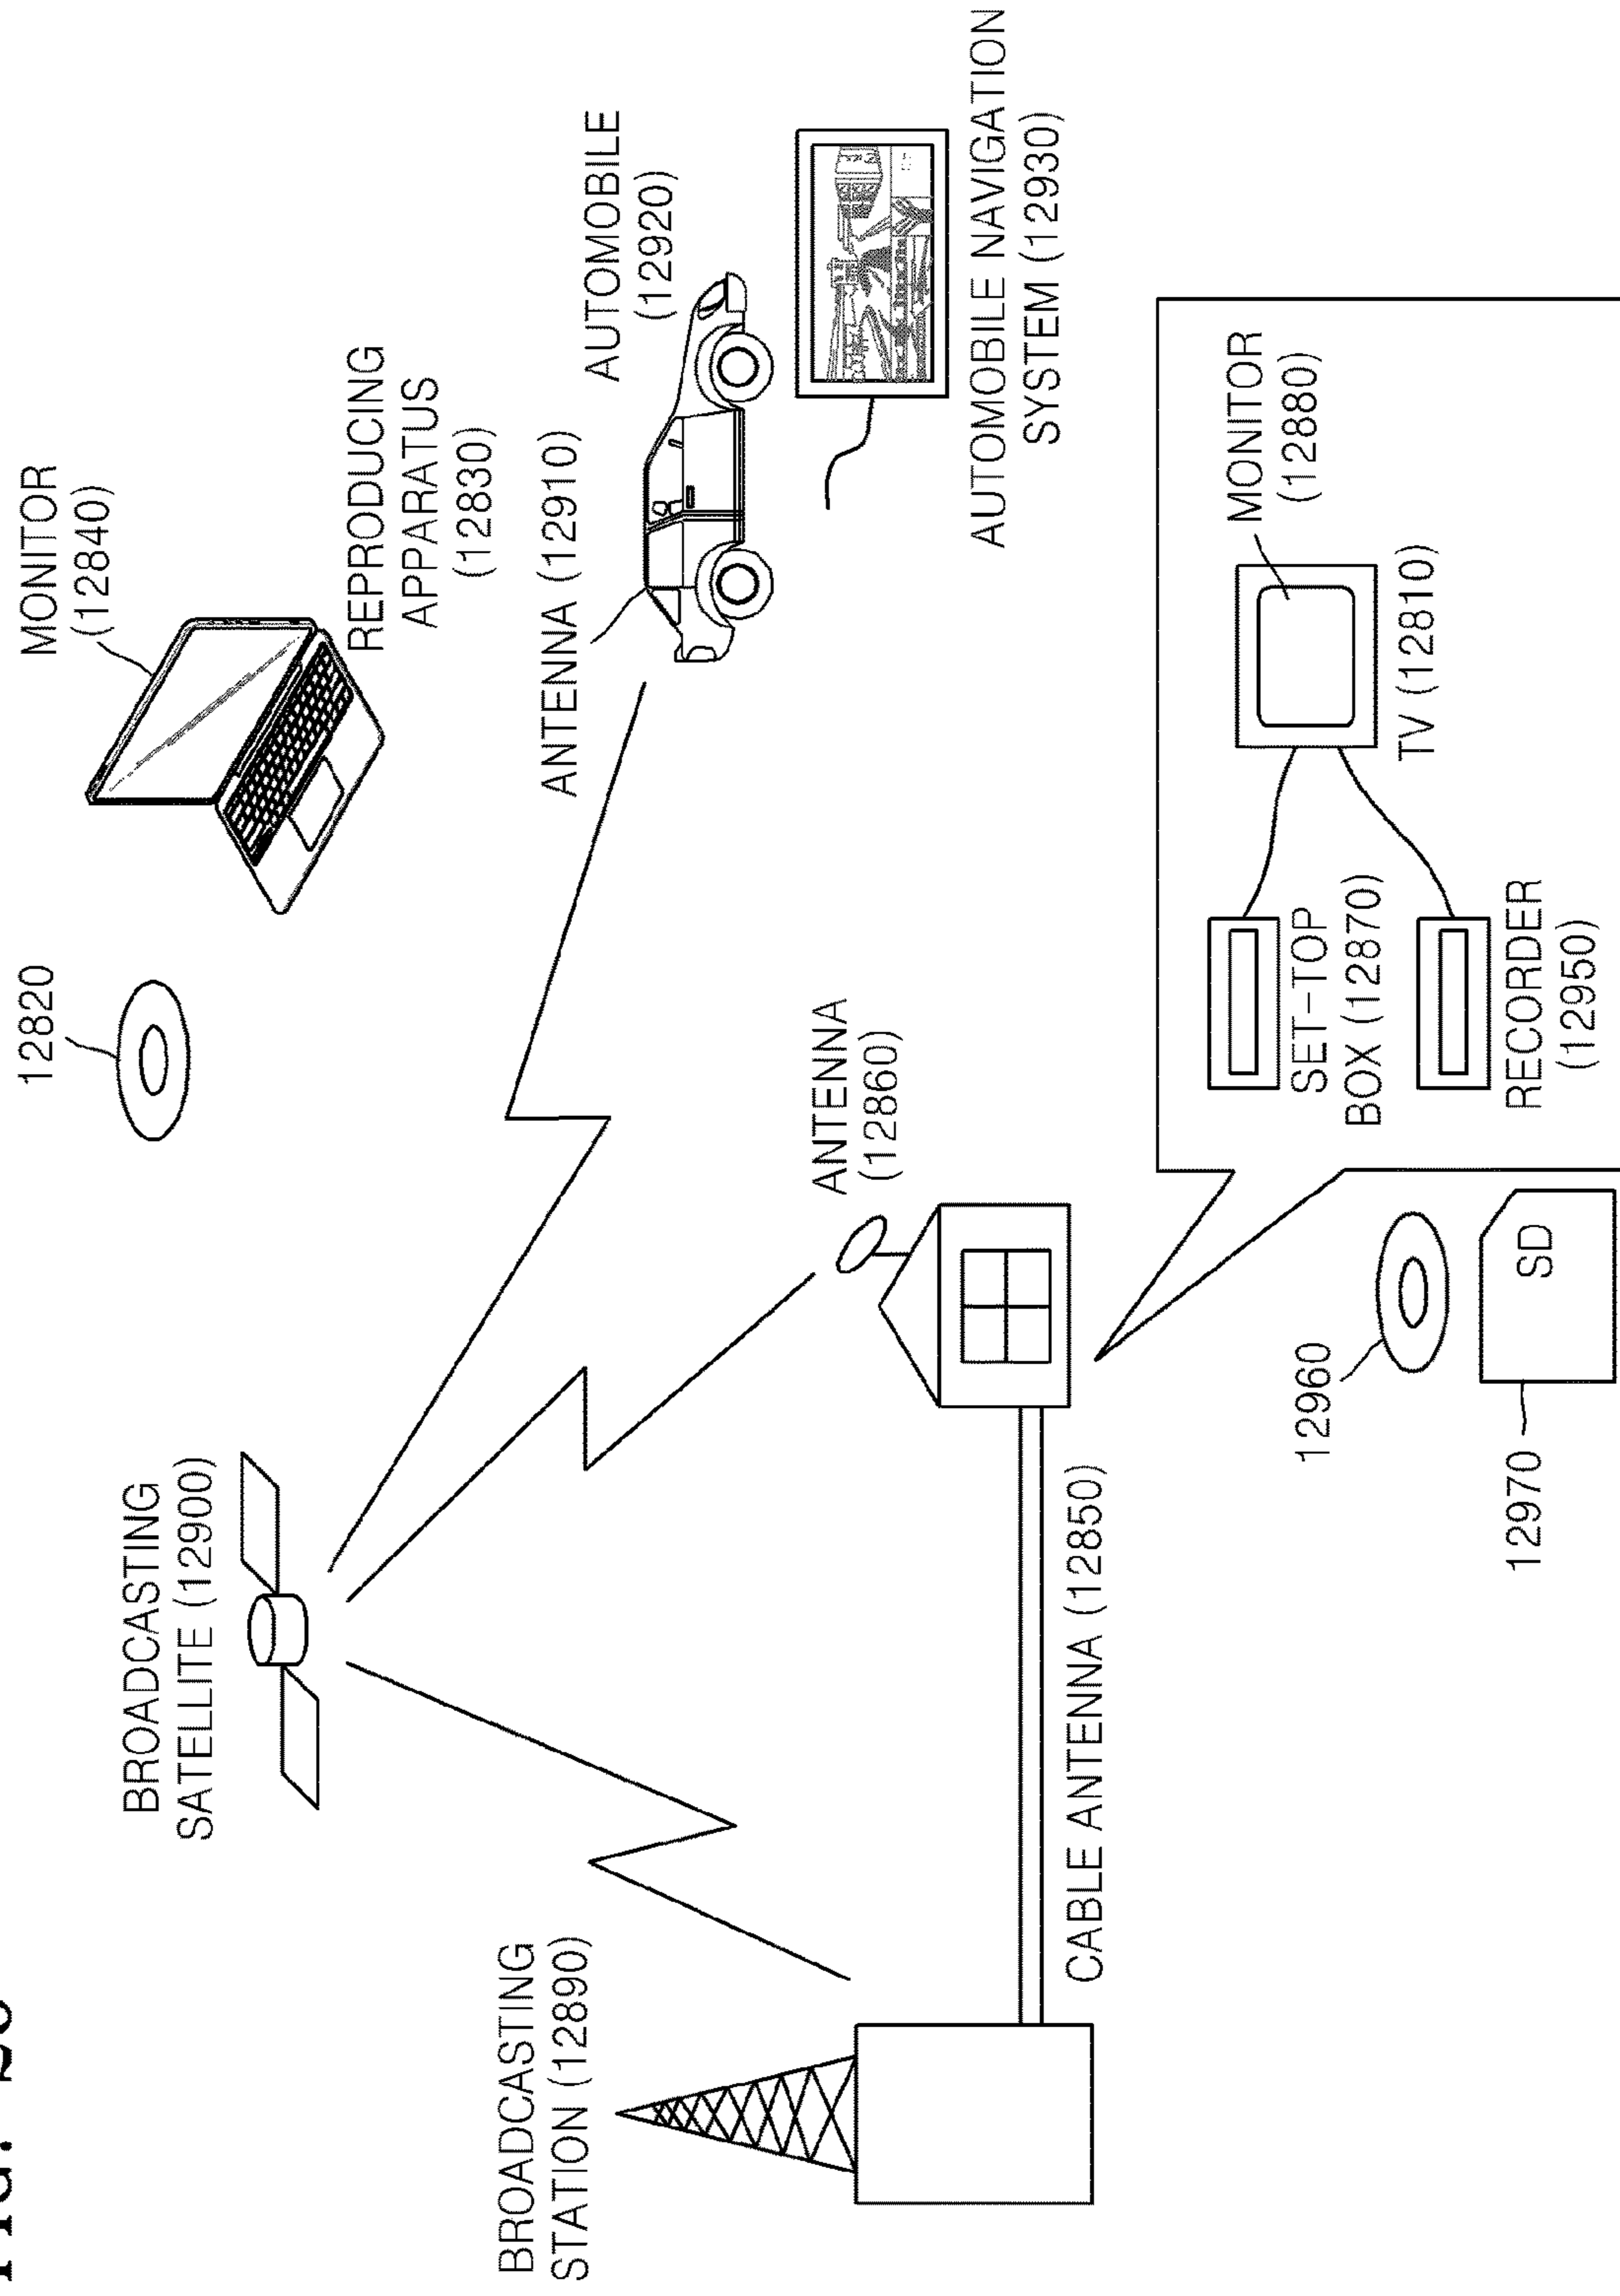 12820
MONITOR
(12840)
REPRODUCING
APPARATUS
(12830)
BROADCASTING
SATELLITE (12900)
ANTENNA (12910)
AUTOMOBILE
(12920)
BROADCASTING
STATION (12890)
ANTENNA
(12860)
AUTOMOBILE NAVIGATION
SYSTEM (12930)
CABLE ANTENNA (12850)
MONITOR
(12880)
TV (12810)
SET-TOP
BOX (12870)
RECORDER
(12950)
12960
12970
SD